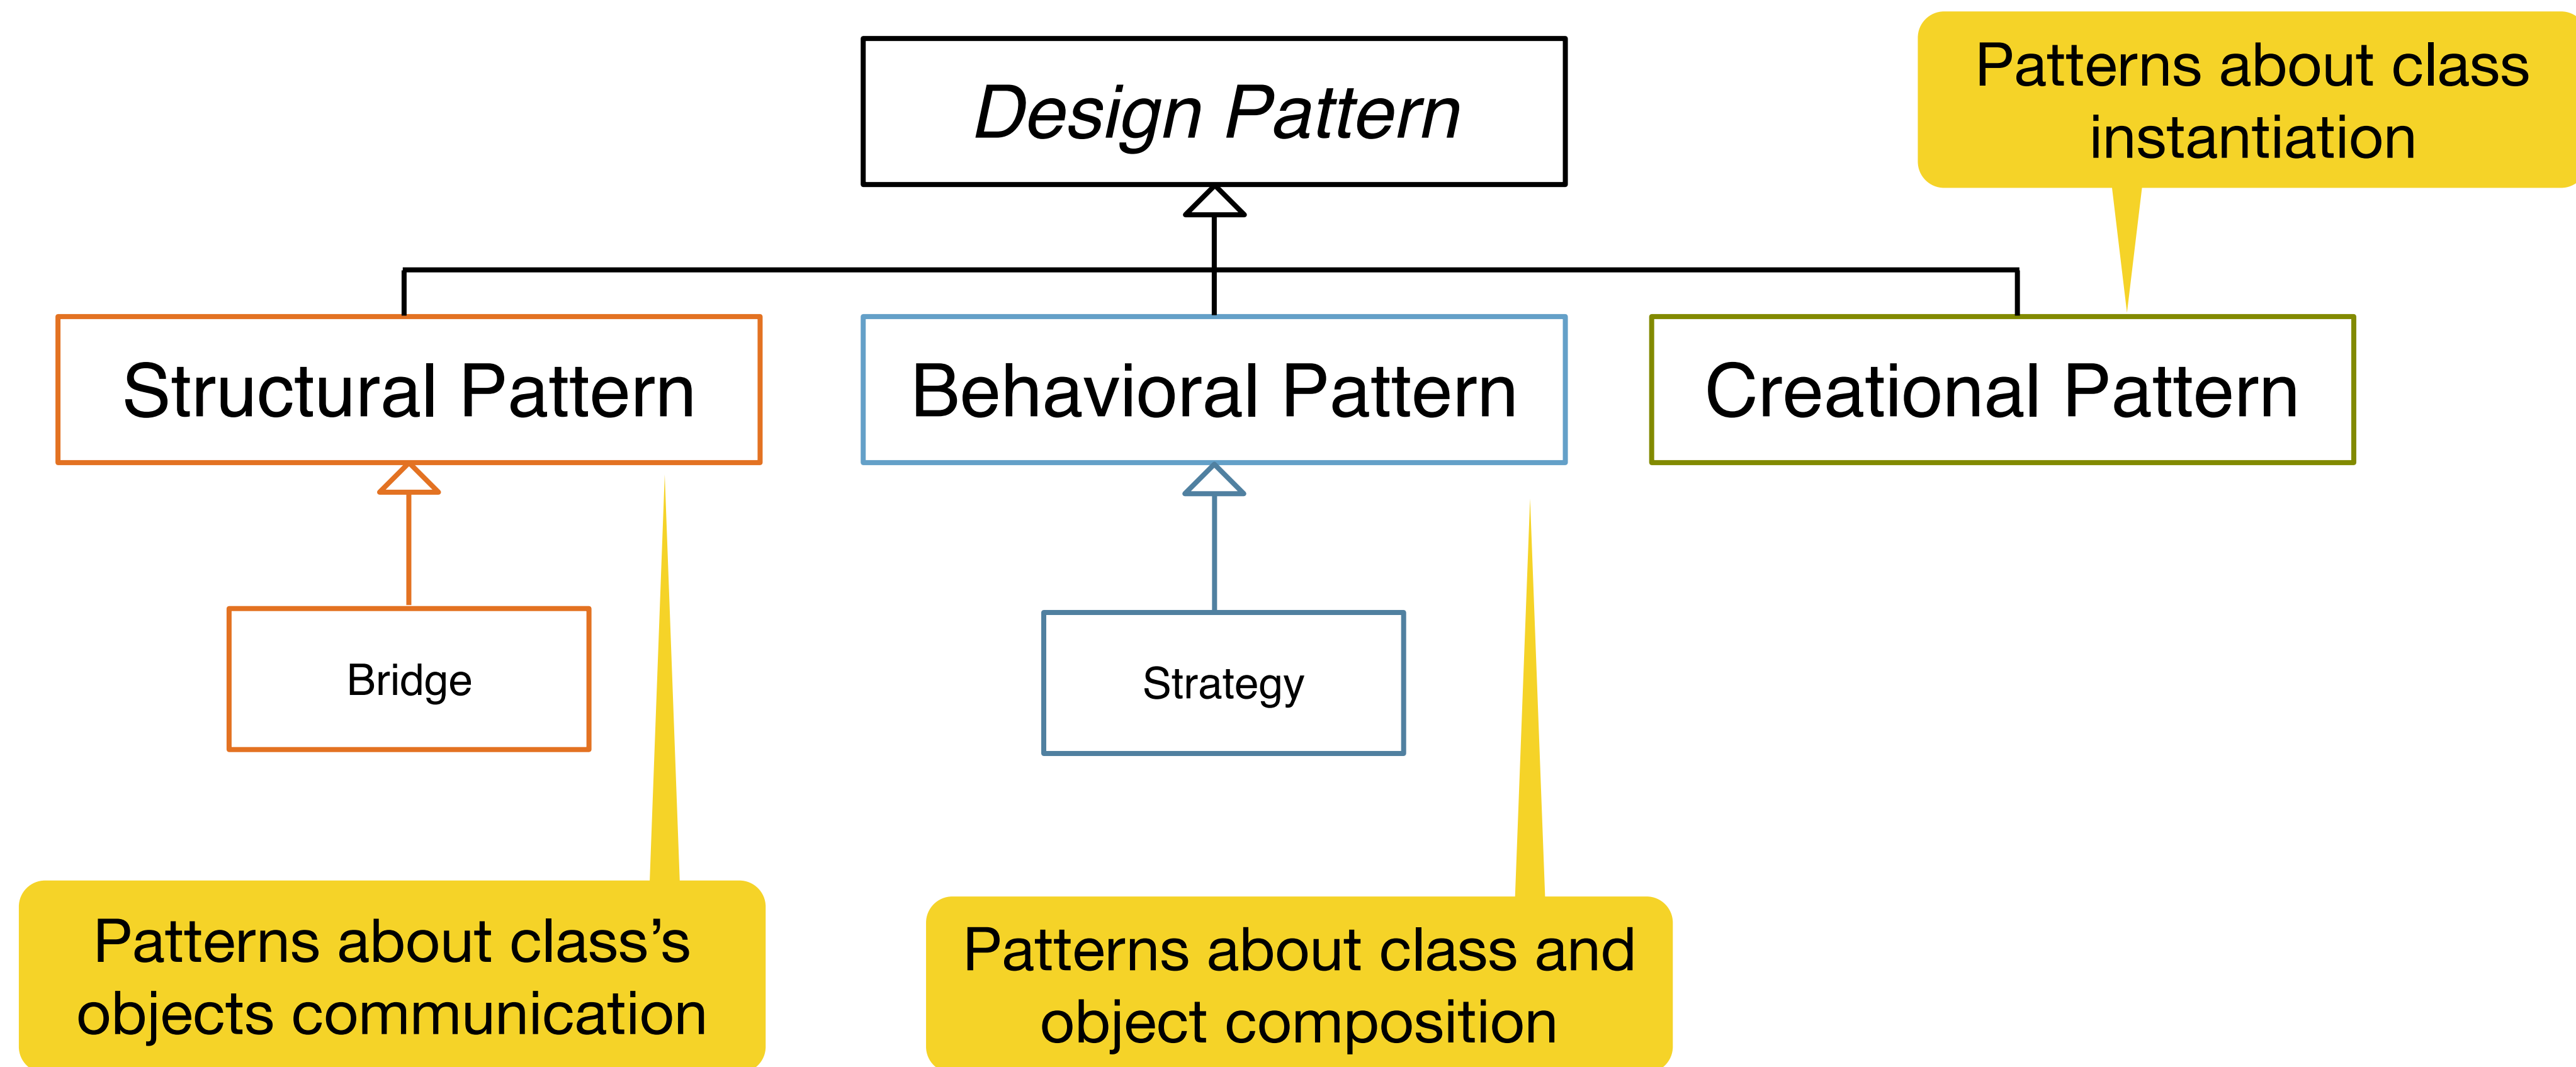 Design Pattern
Patterns about class
instantiation
Structural Pattern
Behavioral Pattern
Creational Pattern
Bridge
Strategy
Patterns about class’s
objects communication
Patterns about class and
object composition